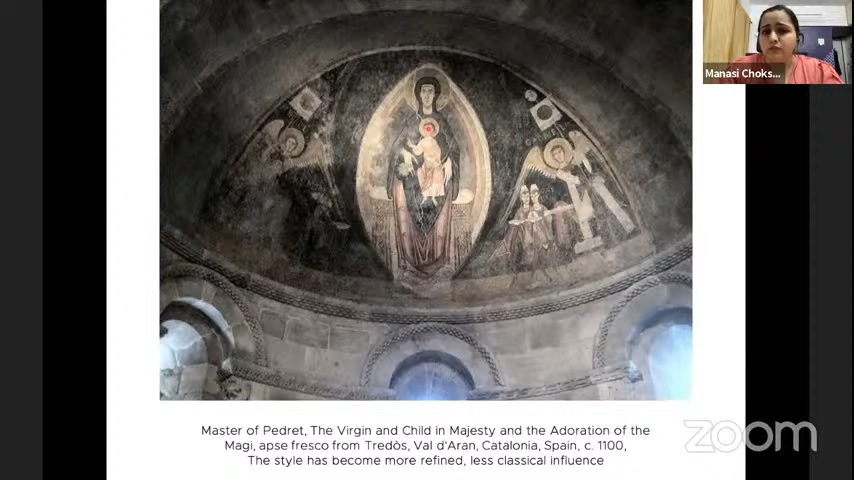 Manasi Choks...
Master of Pedret, The Virgin and Child in Majesty and the Adoration of the
Magi, apse fresco from Tredòs, Val d'Aran, Catalonia, Spain, c. 1100,
The style has become more refined, less classical influence
zoom